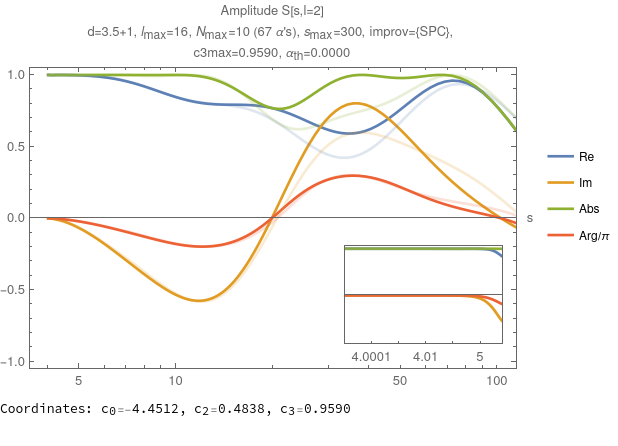 Amplitude S[s,l=2]
d=3.5+1, lmax=16, Nmax=10 (67 α's), smax=300, improv={SPC},
c3max=0.9590, αth=0.0000
1.0
0.5
0.0
−0.5
−1.0
s
Re
Im
Abs
Arg/π
4.0001 4.01 5
5 10 50 100
Coordinates: c0=-4.4512, c2=0.4838, c3=0.9590